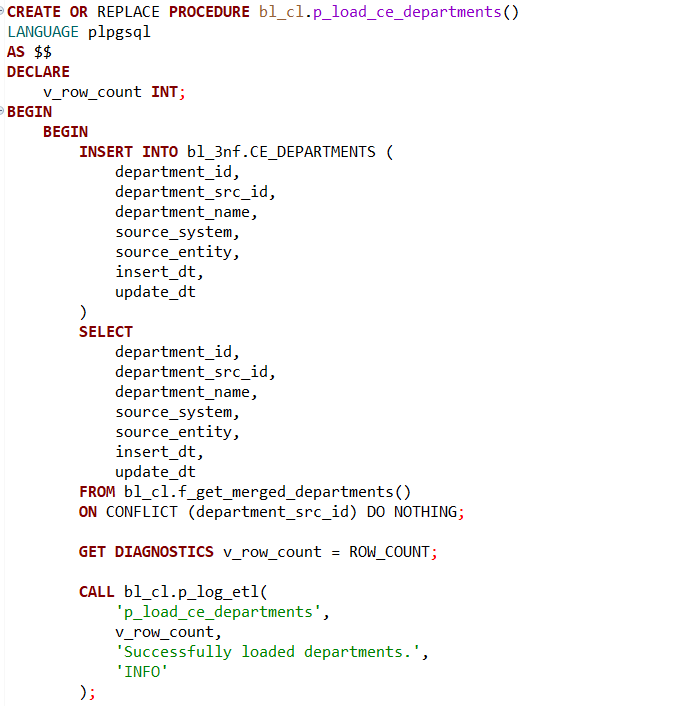 CREATE OR REPLACE PROCEDURE bl_cl.p_load_ce_departments()
LANGUAGE plpgsql
AS $$
DECLARE
    v_row_count INT;
BEGIN
    BEGIN
        INSERT INTO bl_3nf.CE_DEPARTMENTS (
            department_id,
            department_src_id,
            department_name,
            source_system,
            source_entity,
            insert_dt,
            update_dt
        )
        SELECT
            department_id,
            department_src_id,
            department_name,
            source_system,
            source_entity,
            insert_dt,
            update_dt
        FROM bl_cl.f_get_merged_departments()
        ON CONFLICT (department_src_id) DO NOTHING;

        GET DIAGNOSTICS v_row_count = ROW_COUNT;

        CALL bl_cl.p_log_etl(
            'p_load_ce_departments',
            v_row_count,
            'Successfully loaded departments.',
            'INFO'
        );